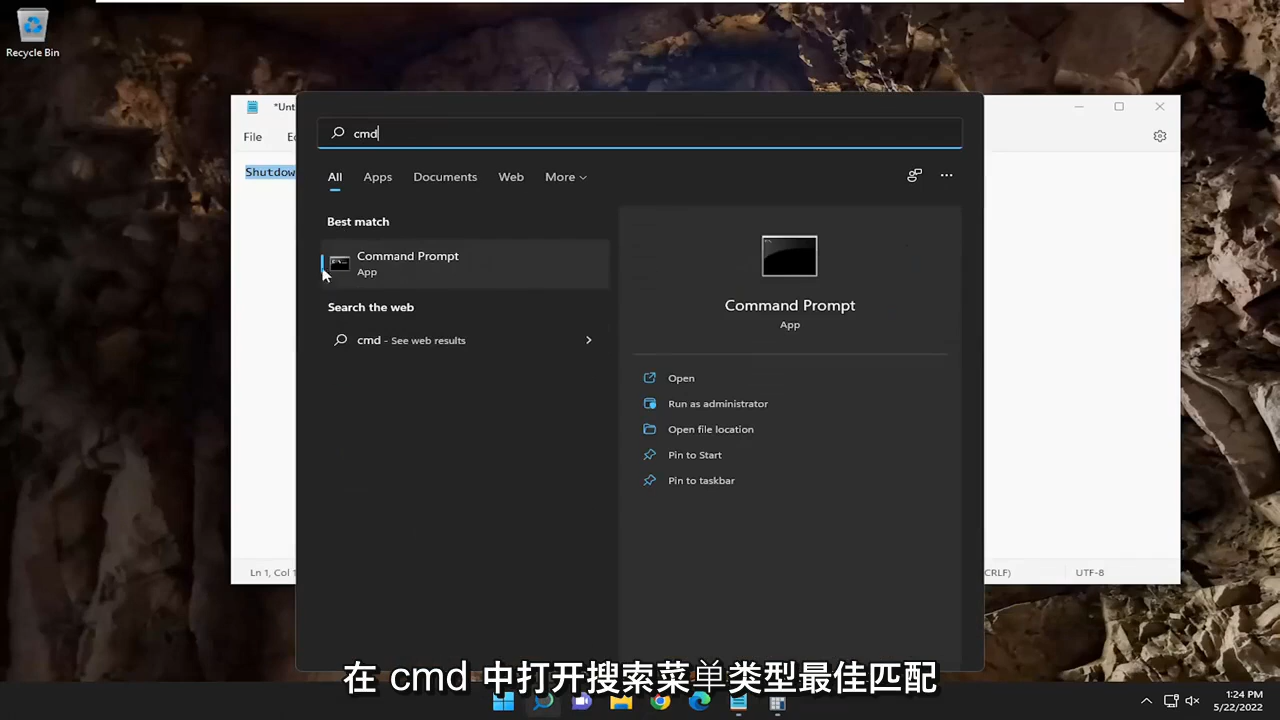 Recycle Bin
*Unt
File
Ec
Shutdow
cmd
All Apps Documents Web More
Best match
Command Prompt
App
Search the web
cmd - See web results
Command Prompt
App
Open
Run as administrator
Open file location
Pin to Start
Pin to taskbar
Ln 1, Col 1
CRLF)
UTF-8
在 cmd 中打开搜索菜单类型最佳匹配
1:24 PM
5/22/2022